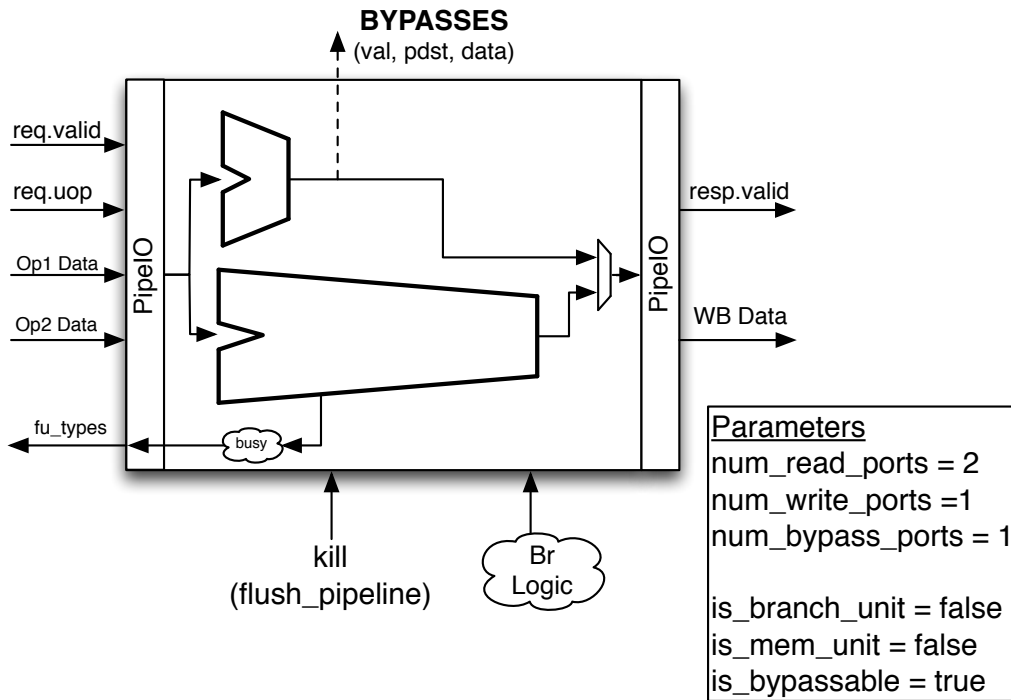 BYPASSES
(val, pdst, data)
req.valid
req.uop
Op1 Data
Op2 Data
PipeIO
fu_types
busy
PipeIO
resp.valid
WB Data
kill
(flush_pipeline)
Br
Logic
Parameters
num_read_ports = 2
num_write_ports =1
num_bypass_ports = 1
is_branch_unit = false
is_mem_unit = false
is_bypassable = true